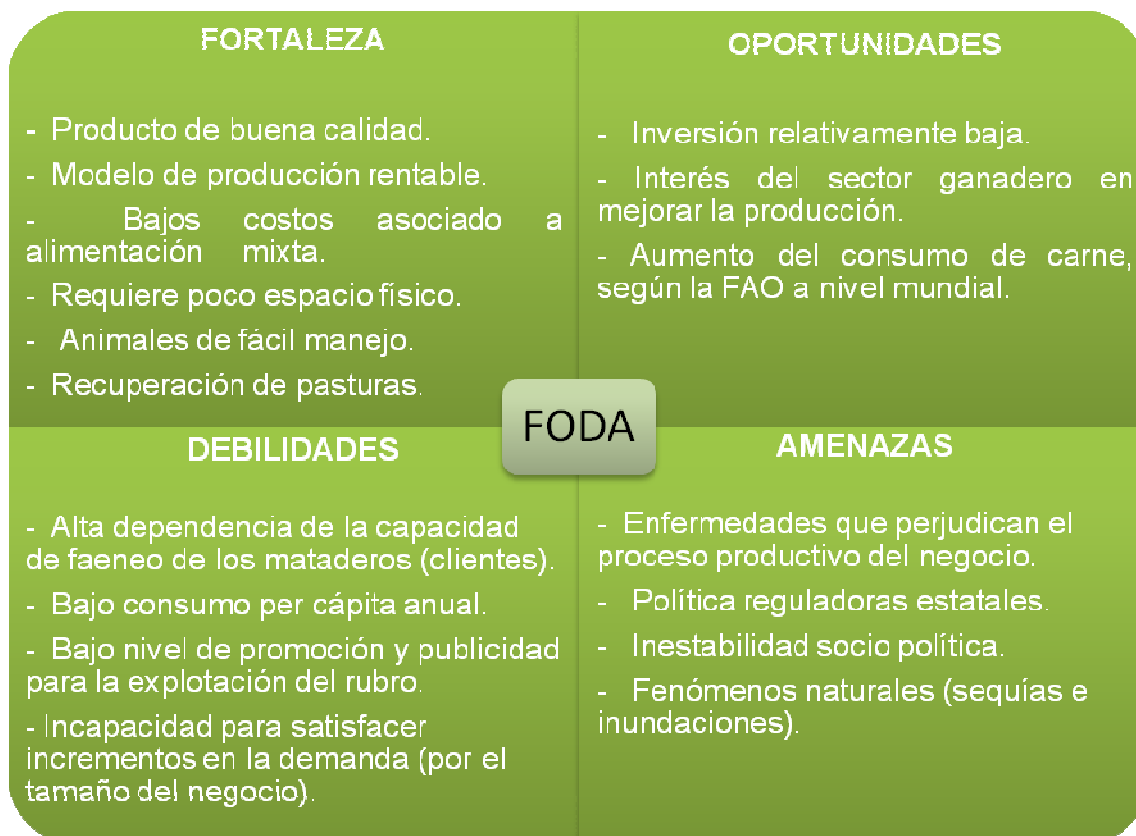 FORTALEZA
- Producto de buena calidad.
- Modelo de producción rentable.
- Bajos costos asociado a
alimentación mixta.
- Requiere poco espacio físico.
- Animales de fácil manejo.
- Recuperación de pasturas.
OPORTUNIDADES
- Inversión relativamente baja.
- Interés del sector ganadero en
mejorar la producción.
- Aumento del consumo de carne,
según la FAO a nivel mundial.
FODA
DEBILIDADES
- Alta dependencia de la capacidad
de faeneo de los mataderos (clientes).
- Bajo consumo per cápita anual.
- Bajo nivel de promoción y publicidad
para la explotación del rubro.
- Incapacidad para satisfacer
incrementos en la demanda (por el
tamaño del negocio).
AMENAZAS
- Enfermedades que perjudican el
proceso productivo del negocio.
- Política reguladoras estatales.
- Inestabilidad socio política.
- Fenómenos naturales (sequías e
inundaciones).